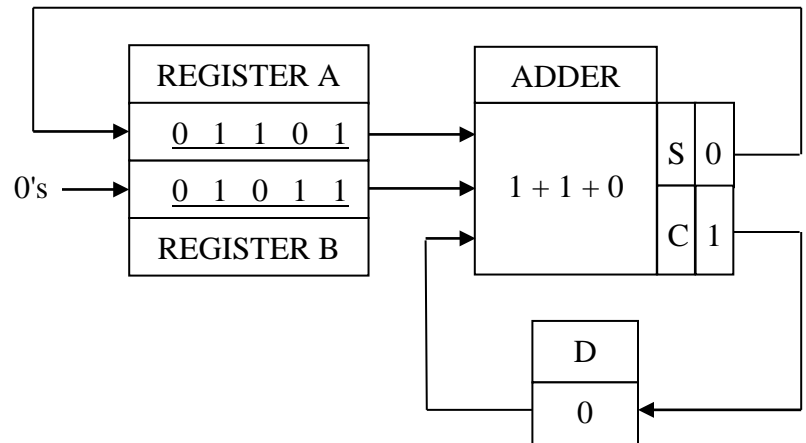 REGISTER A
ADDER
0 1 1 0 1
S 0
0's
0 1 0 1 1
1 + 1 + 0
C 1
REGISTER B
D
0